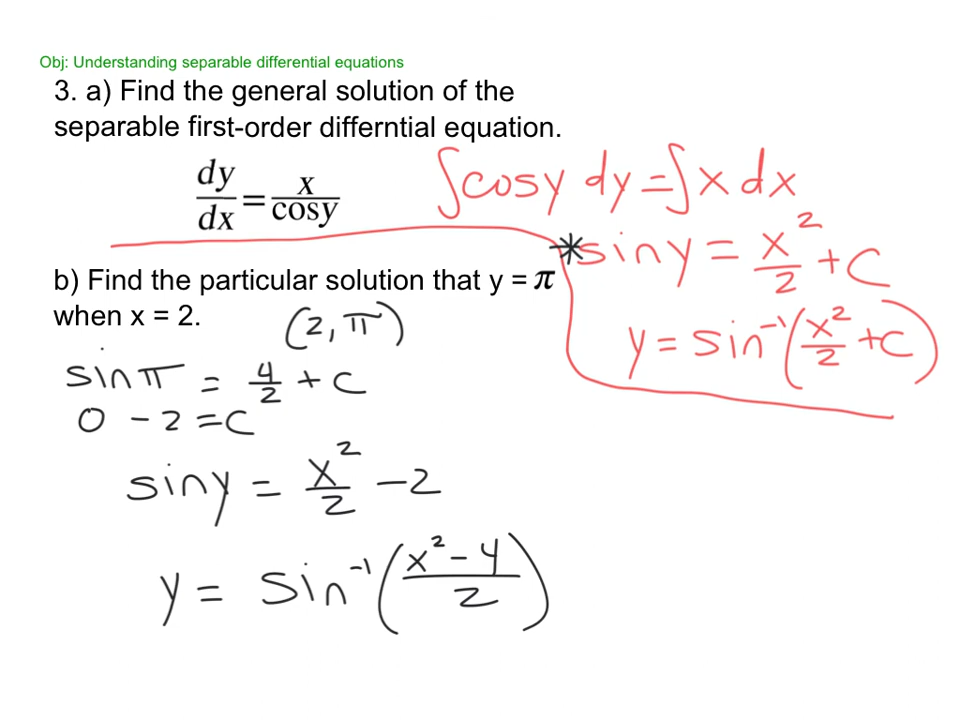 Obj: Understanding separable differential equations
3. a) Find the general solution of the
separable first-order differntial equation.
dy/dx = x/cosy
∫cosy dy = ∫x dx
*siny = x²/2 + C
y = sin⁻¹(x²/2 + C)
b) Find the particular solution that y = π
when x = 2.
(2, π)
sin π = 4/2 + C
0 - 2 = C
siny = x²/2 - 2
y = sin⁻¹(x² - 4/2)